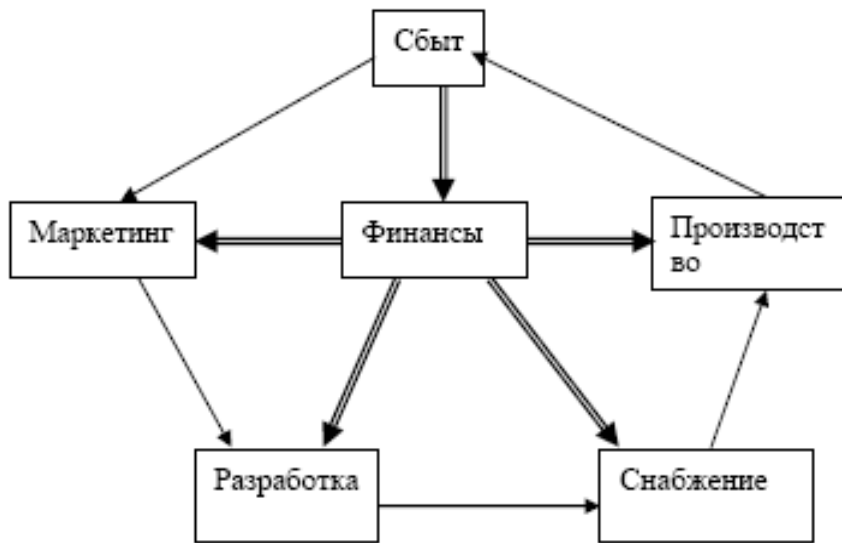 Сбыт
Маркетинг
Финансы
Производст
во
Разработка
Снабжение